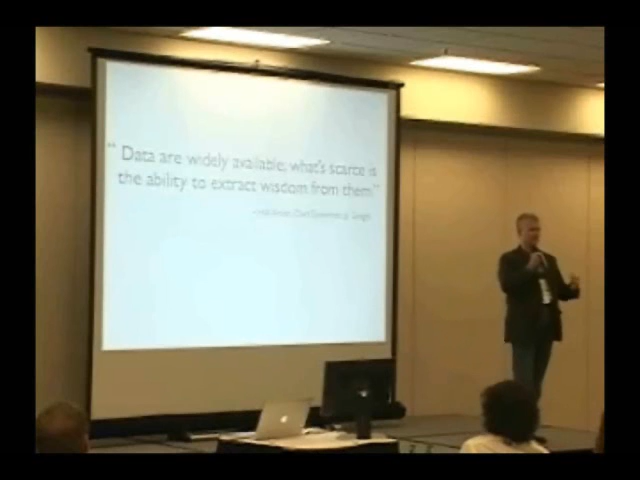 “ Data are widely available; what's scarce is
the ability to extract wisdom from them”